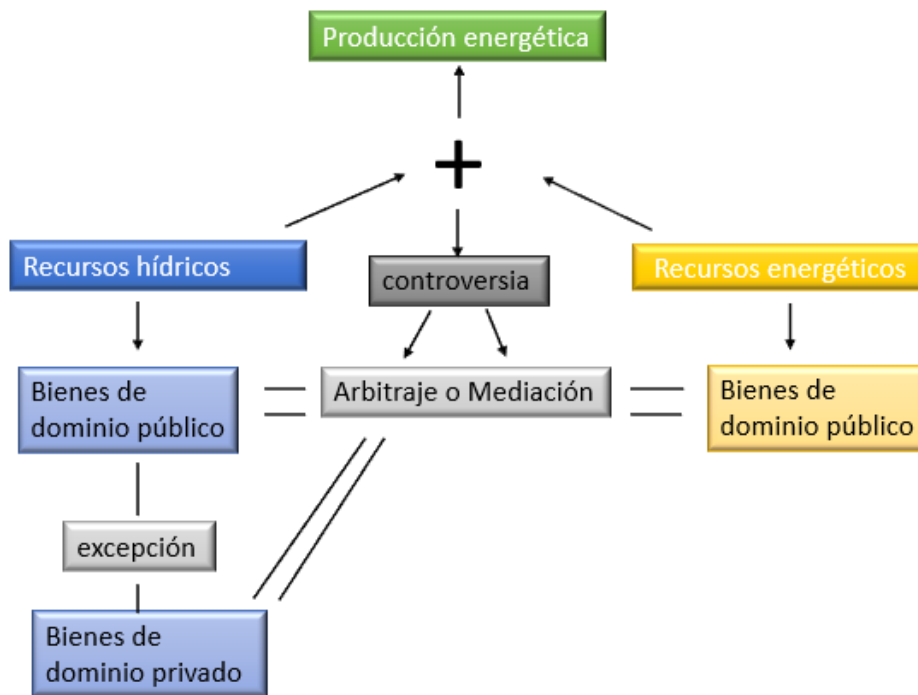 Producción energética
+
Recursos hídricos
controversia
Recursos energéticos
Bienes de
dominio público
Arbitraje o Mediación
Bienes de
dominio público
excepción
Bienes de
dominio privado